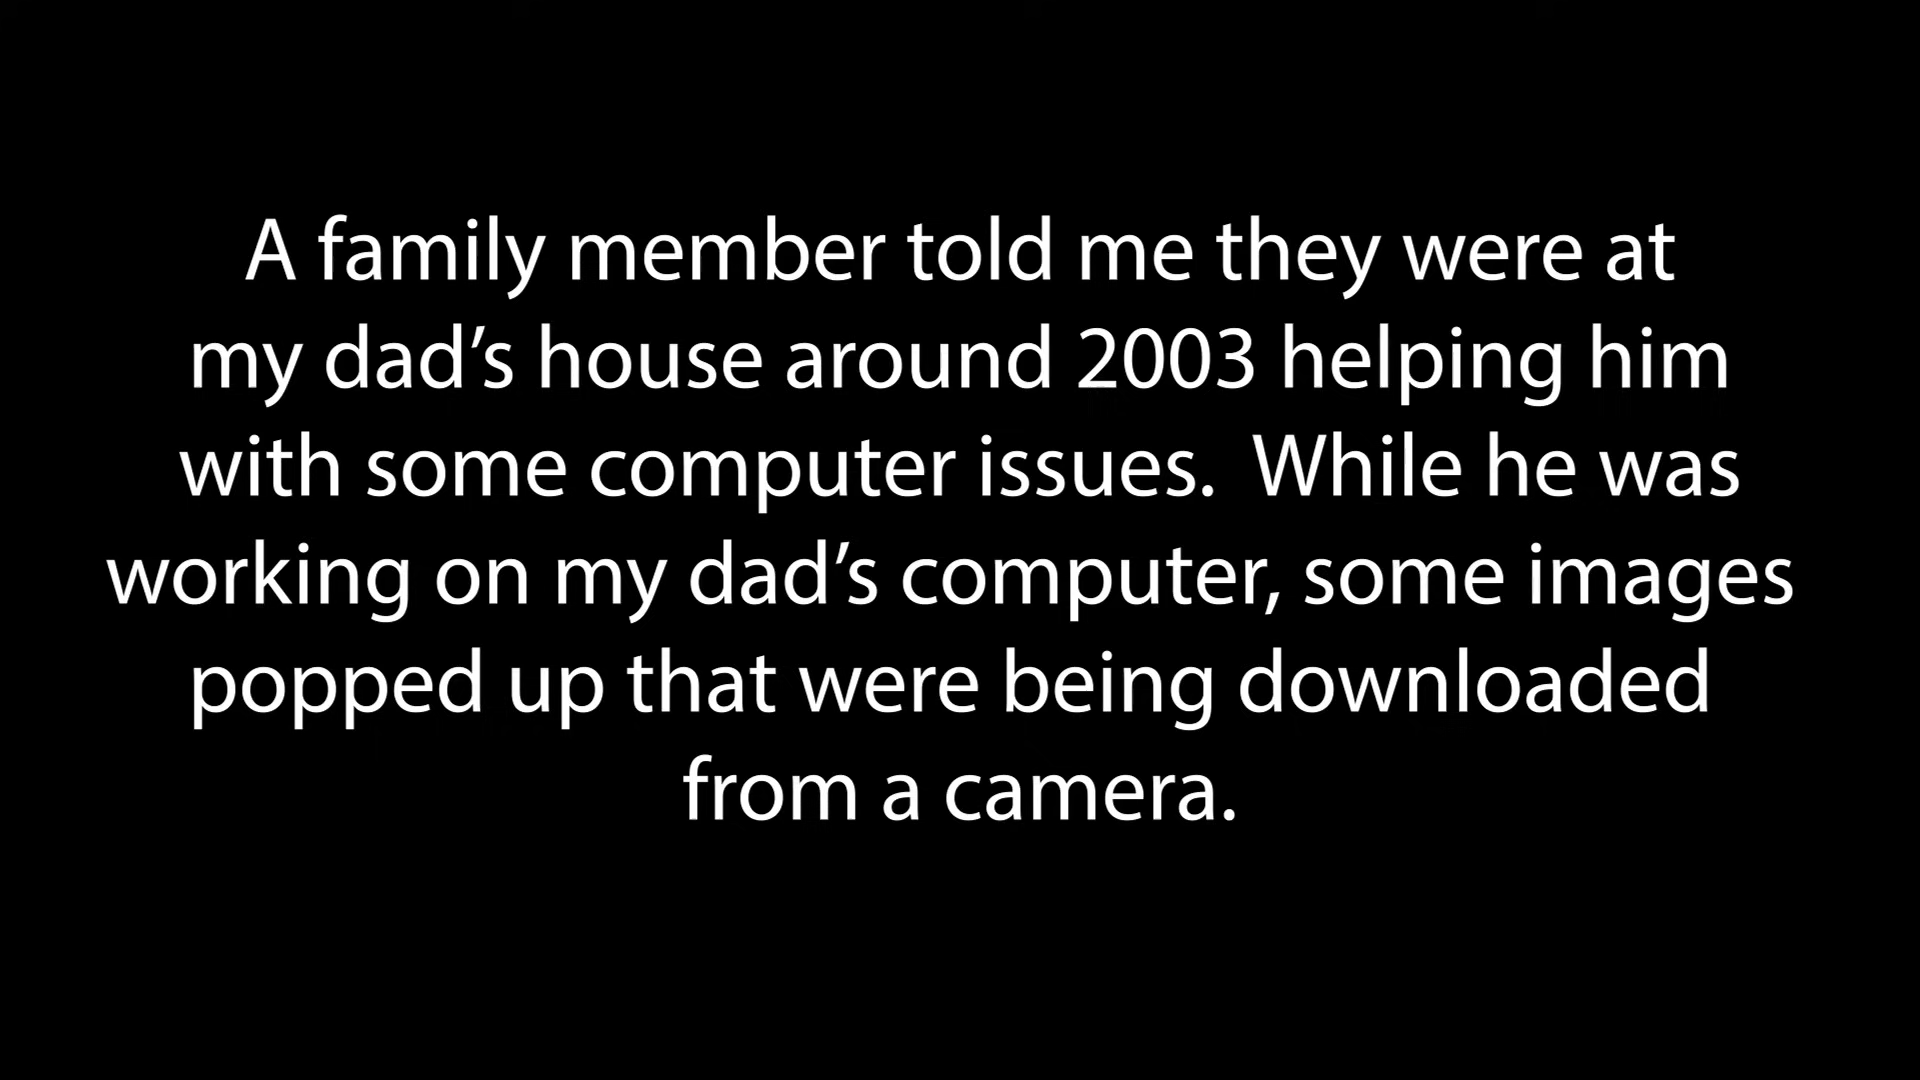 A family member told me they were at
my dad’s house around 2003 helping him
with some computer issues.  While he was
working on my dad’s computer, some images
popped up that were being downloaded
from a camera.